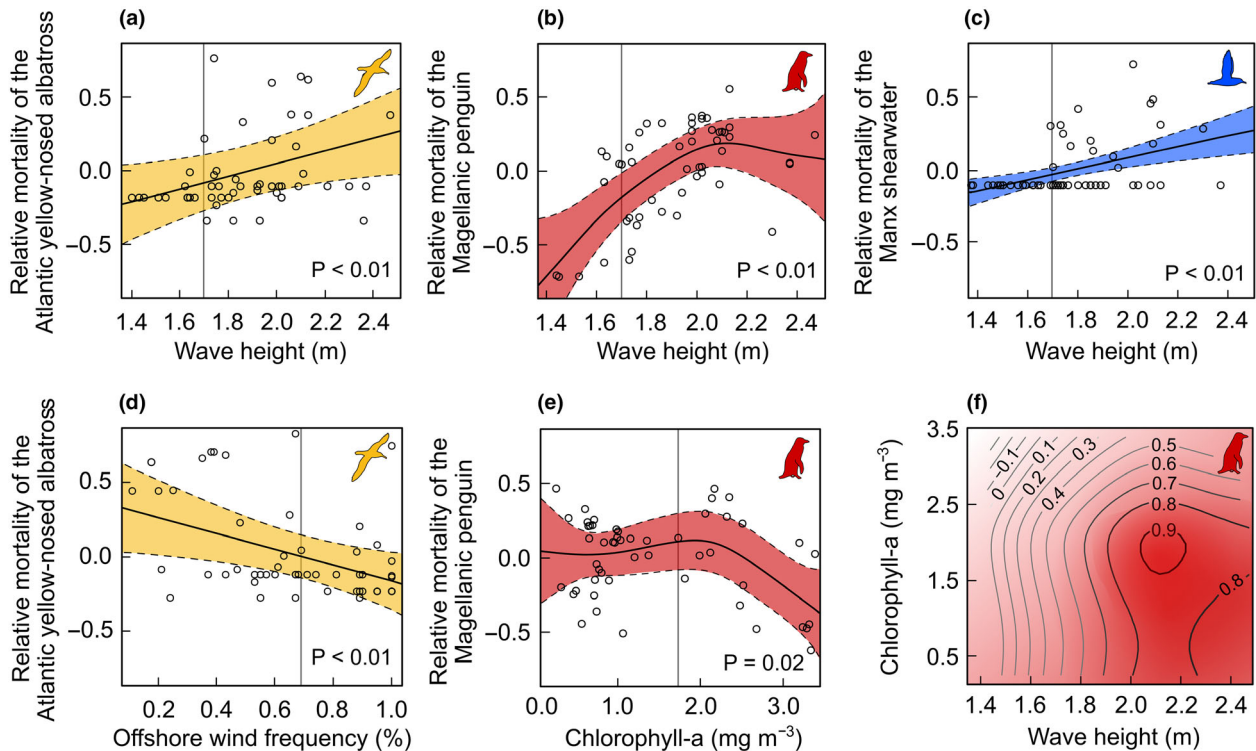 (a)
Relative mortality of the
Atlantic yellow-nosed albatross
0.5
0.0
−0.5
P < 0.01
1.4 1.6 1.8 2.0 2.2 2.4
Wave height (m)
(b)
Relative mortality of the
Magellanic penguin
0.5
0.0
−0.5
P < 0.01
1.4 1.6 1.8 2.0 2.2 2.4
Wave height (m)
(c)
Relative mortality of the
Manx shearwater
0.5
0.0
−0.5
P < 0.01
1.4 1.6 1.8 2.0 2.2 2.4
Wave height (m)
(d)
Relative mortality of the
Atlantic yellow-nosed albatross
0.5
0.0
−0.5
P < 0.01
0.2 0.4 0.6 0.8 1.0
Offshore wind frequency (%)
(e)
Relative mortality of the
Magellanic penguin
0.5
0.0
−0.5
P = 0.02
0.0 1.0 2.0 3.0
Chlorophyll-a (mg m−3)
(f)
Chlorophyll-a (mg m−3)
3.5
2.5
1.5
0.5
0
−0.1
0.1
0.2
0.3
0.4
0.5
0.6
0.7
0.8
0.9
0.8
1.4 1.6 1.8 2.0 2.2 2.4
Wave height (m)